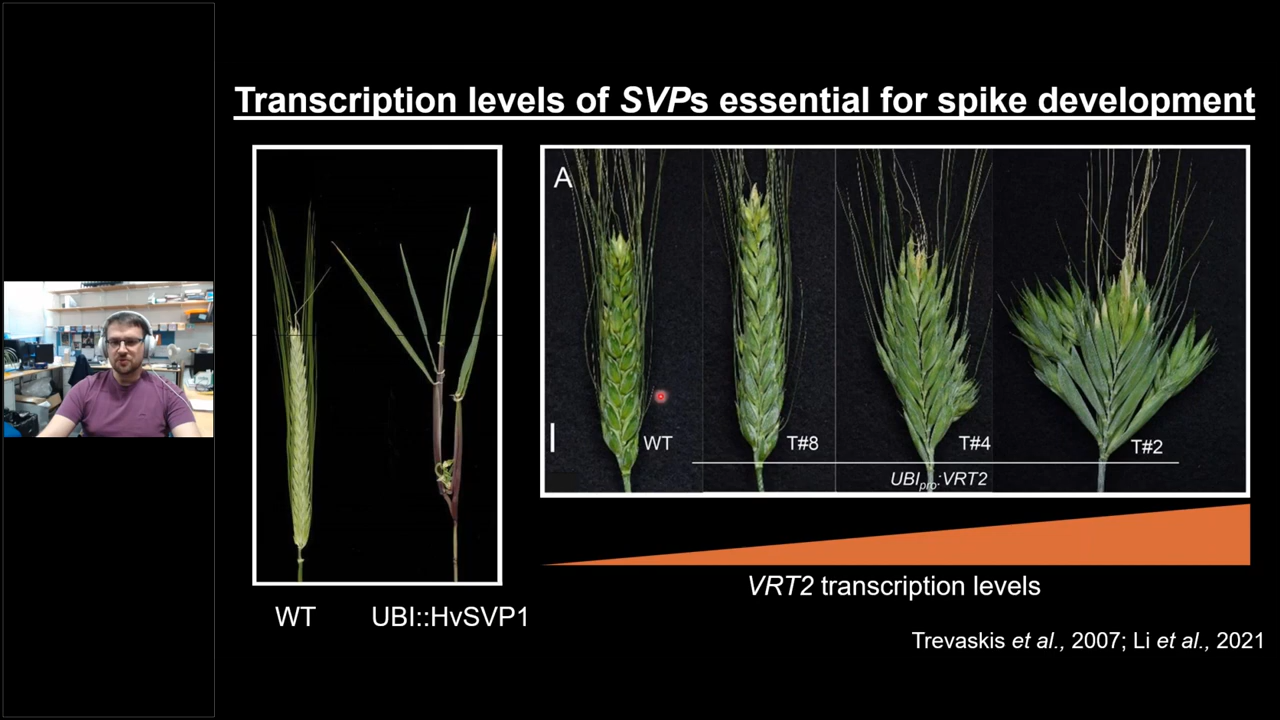 Transcription levels of SVPs essential for spike development
A
WT
T#8
T#4
T#2
UBIpro:VRT2
VRT2 transcription levels
WT
UBI::HvSVP1
Trevaskis et al., 2007; Li et al., 2021